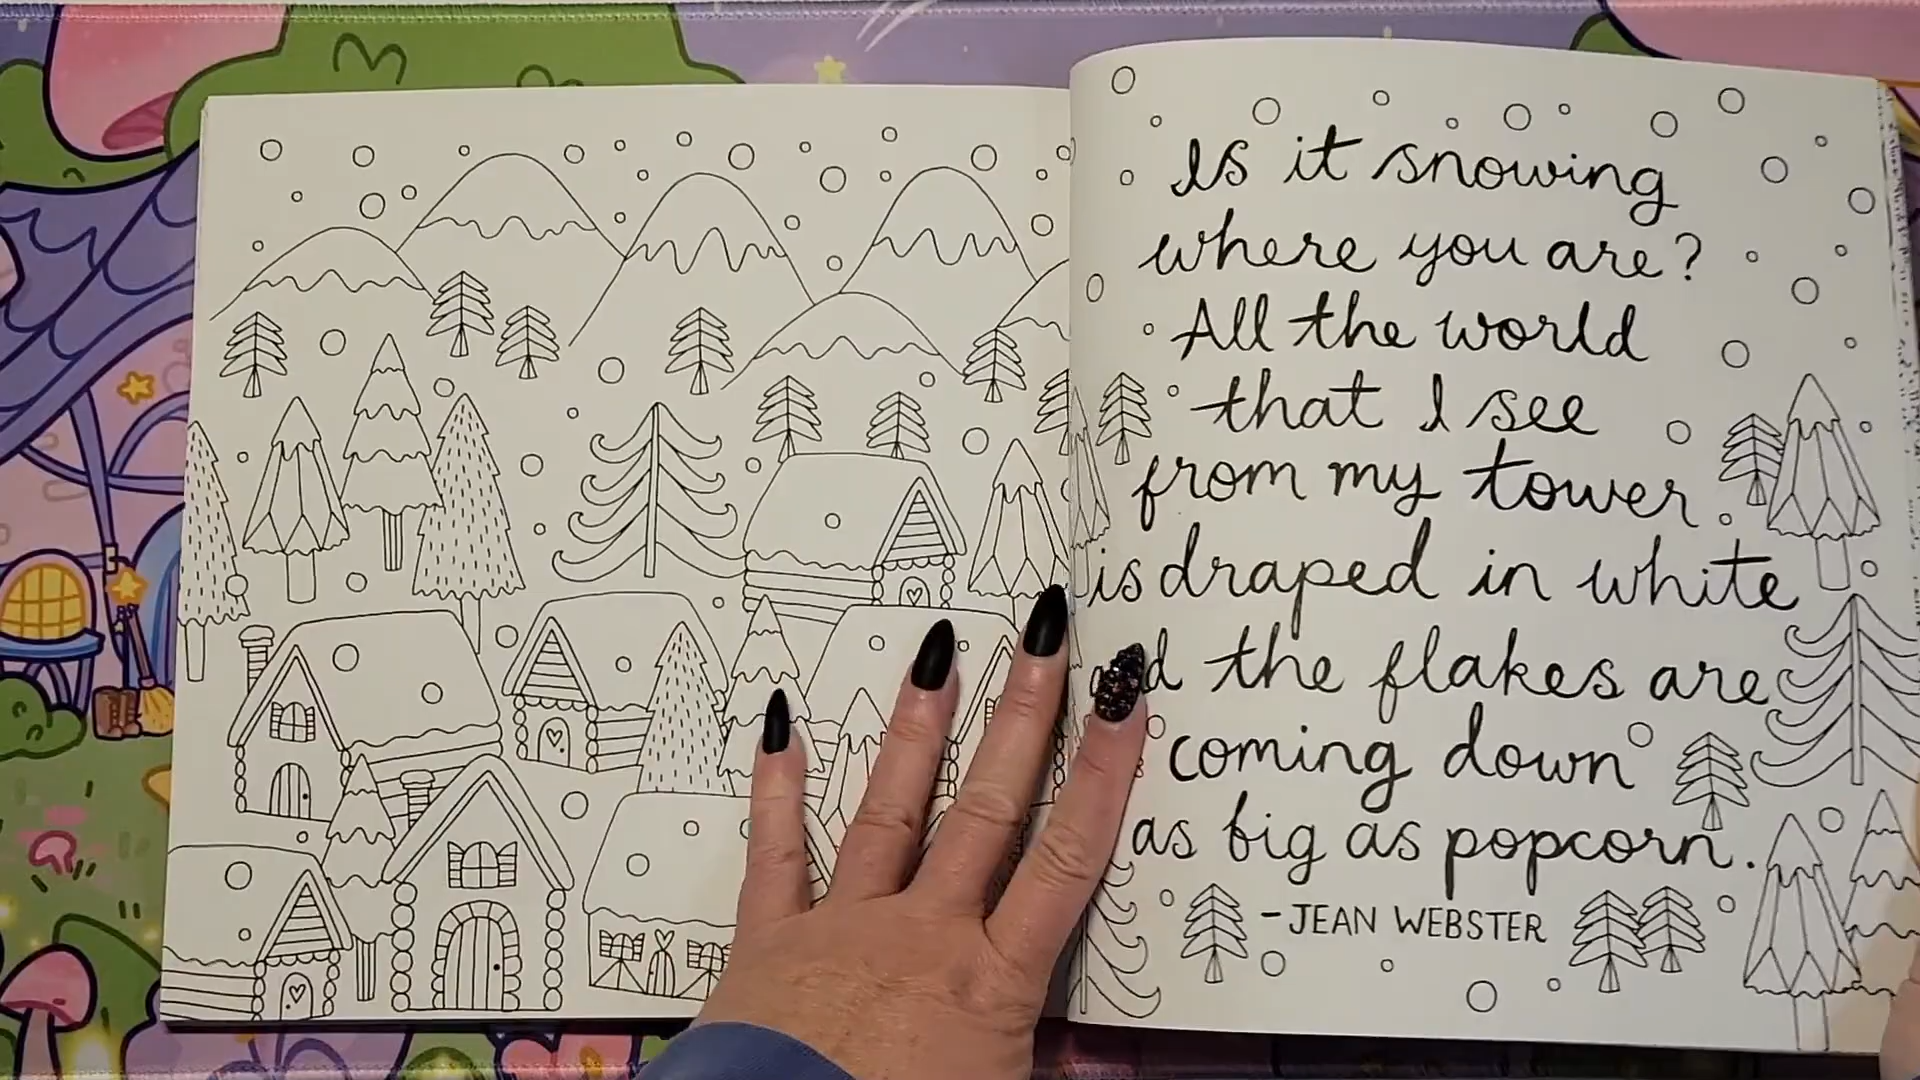 Is it snowing
where you are?
All the world
that I see
from my tower
is draped in white
the flakes are
coming down
as big as popcorn.
-JEAN WEBSTER